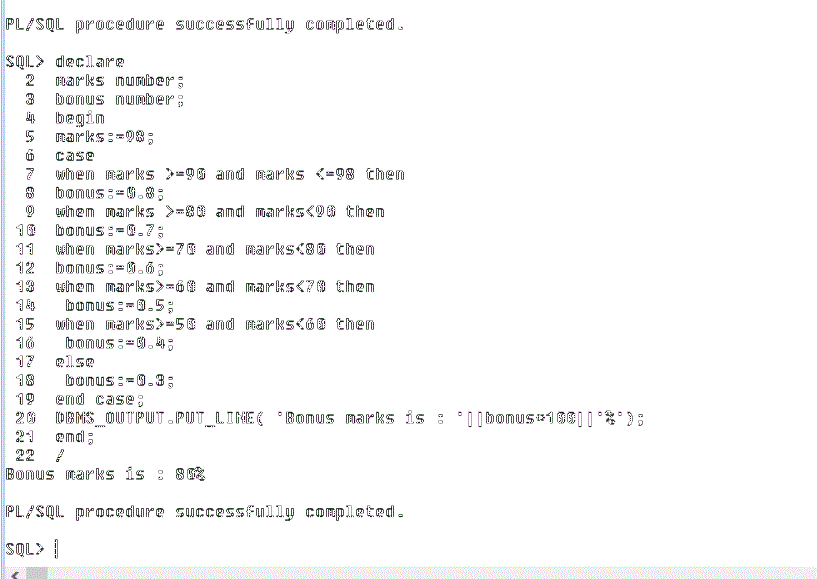 PL/SQL procedure successfully completed.
SQL> declare
2 marks number;
3 bonus number;
4 begin
5 marks:=98;
6 case
7 when marks >=90 and marks <=98 then
8 bonus:=0.8;
9 when marks >=80 and marks<90 then
10 bonus:=0.7;
11 when marks>=70 and marks<80 then
12 bonus:=0.6;
13 when marks>=60 and marks<70 then
14 bonus:=0.5;
15 when marks>=50 and marks<60 then
16 bonus:=0.4;
17 else
18 bonus:=0.3;
19 end case;
20 DBMS_OUTPUT.PUT_LINE( 'Bonus marks is : '||bonus*100||'%');
21 end;
22 /
Bonus marks is : 80%
PL/SQL procedure successfully completed.
SQL>